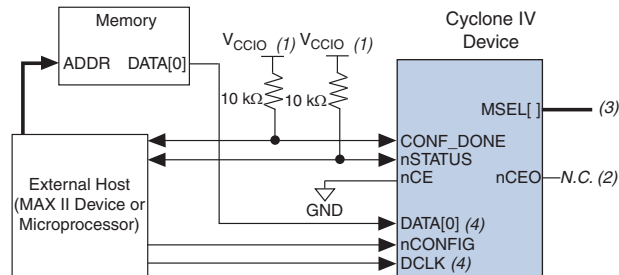 Memory
ADDR DATA[0]
VCCIO (1) VCCIO (1)
10 kΩ 10 kΩ
Cyclone IV
Device
MSEL[ ] (3)
CONF_DONE
nSTATUS
nCE nCEO N.C. (2)
GND
External Host
(MAX II Device or
Microprocessor)
DATA[0] (4)
nCONFIG
DCLK (4)